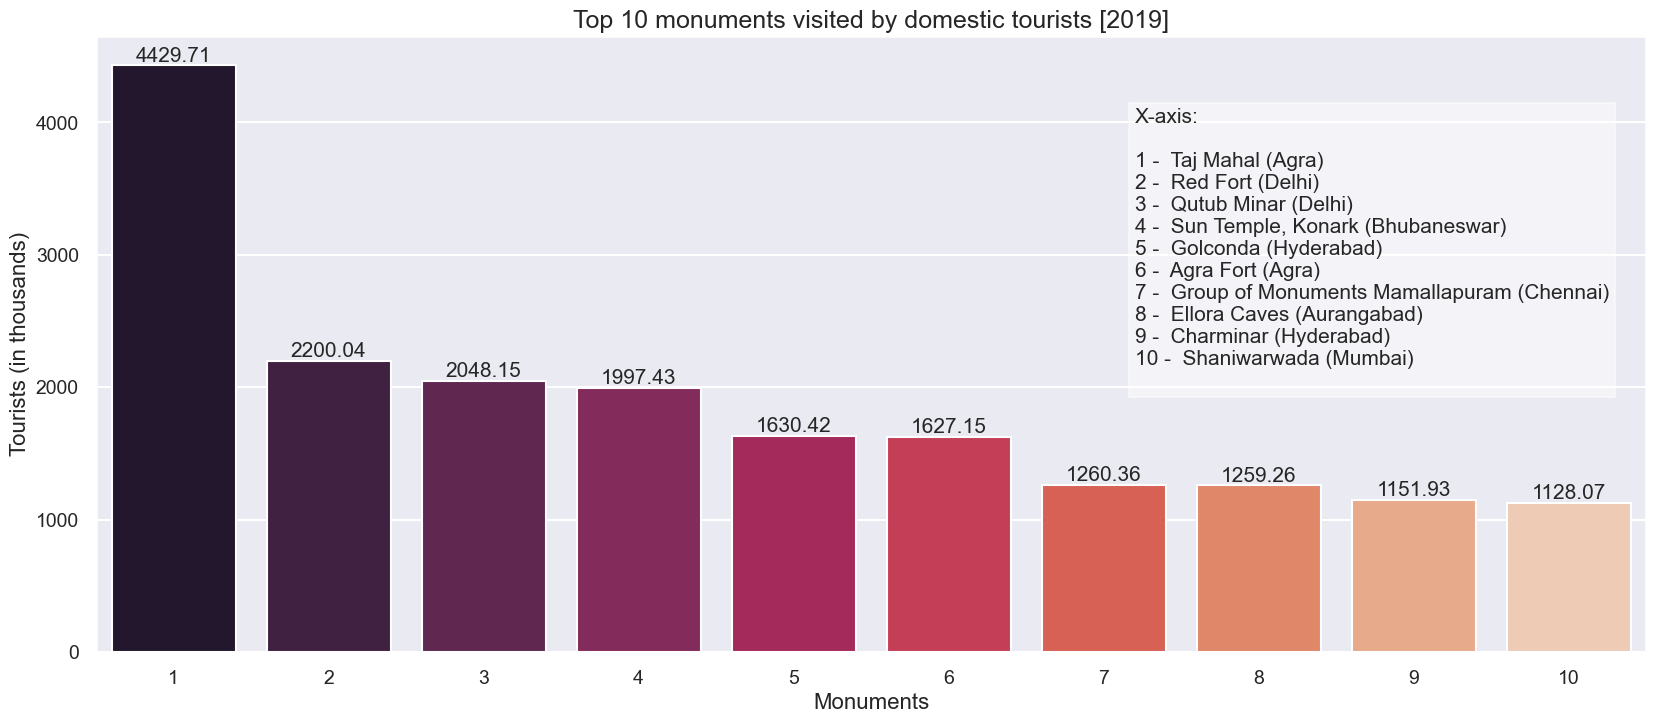 Top 10 monuments visited by domestic tourists [2019]
4429.71
2200.04
2048.15
1997.43
1630.42
1627.15
1260.36
1259.26
1151.93
1128.07
X-axis:
1 - Taj Mahal (Agra)
2 - Red Fort (Delhi)
3 - Qutub Minar (Delhi)
4 - Sun Temple, Konark (Bhubaneswar)
5 - Golconda (Hyderabad)
6 - Agra Fort (Agra)
7 - Group of Monuments Mamallapuram (Chennai)
8 - Ellora Caves (Aurangabad)
9 - Charminar (Hyderabad)
10 - Shaniwarwada (Mumbai)
Tourists (in thousands)
4000
3000
2000
1000
0
1 2 3 4 5 6 7 8 9 10
Monuments